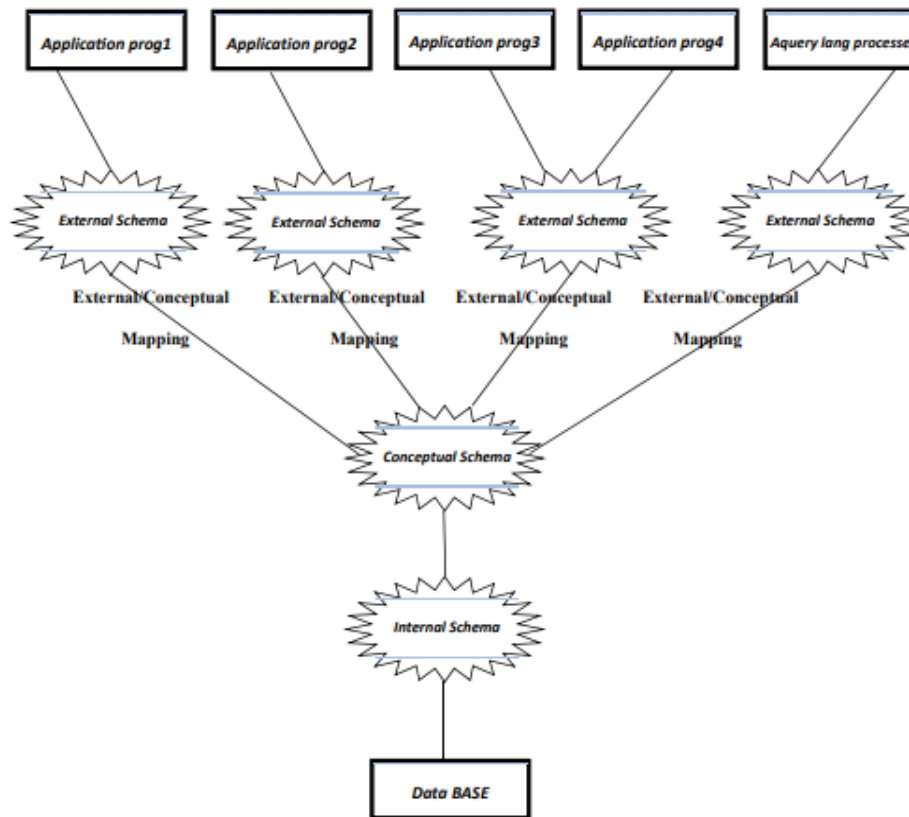 Application prog1
Application prog2
Application prog3
Application prog4
Aquery lang processe
External Schema
External Schema
External Schema
External Schema
External/Conceptual
External/Conceptual
External/Conceptual
External/Conceptual
Mapping
Mapping
Mapping
Mapping
Conceptual Schema
Internal Schema
Data BASE